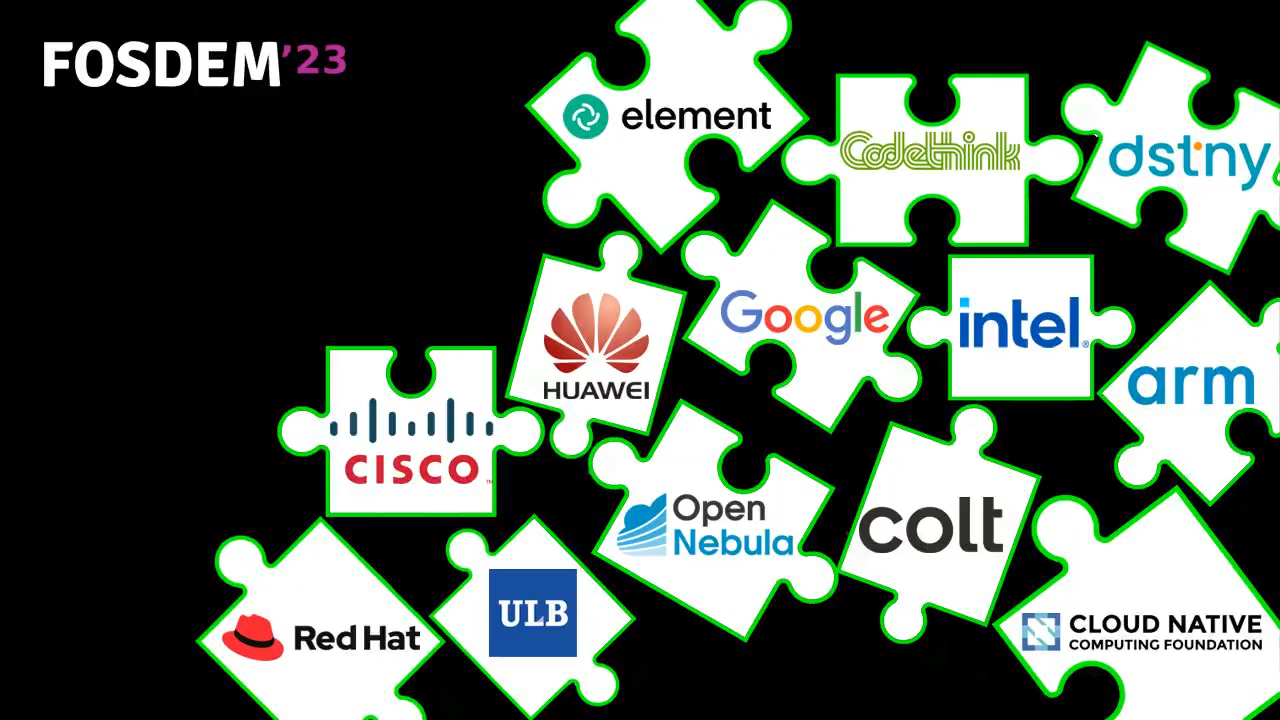 FOSDEM'23
element
Codethink
dstny
HUAWEI
Google
intel®
arm
CISCO™
Open
Nebula
colt
Red Hat
ULB
CLOUD NATIVE
COMPUTING FOUNDATION